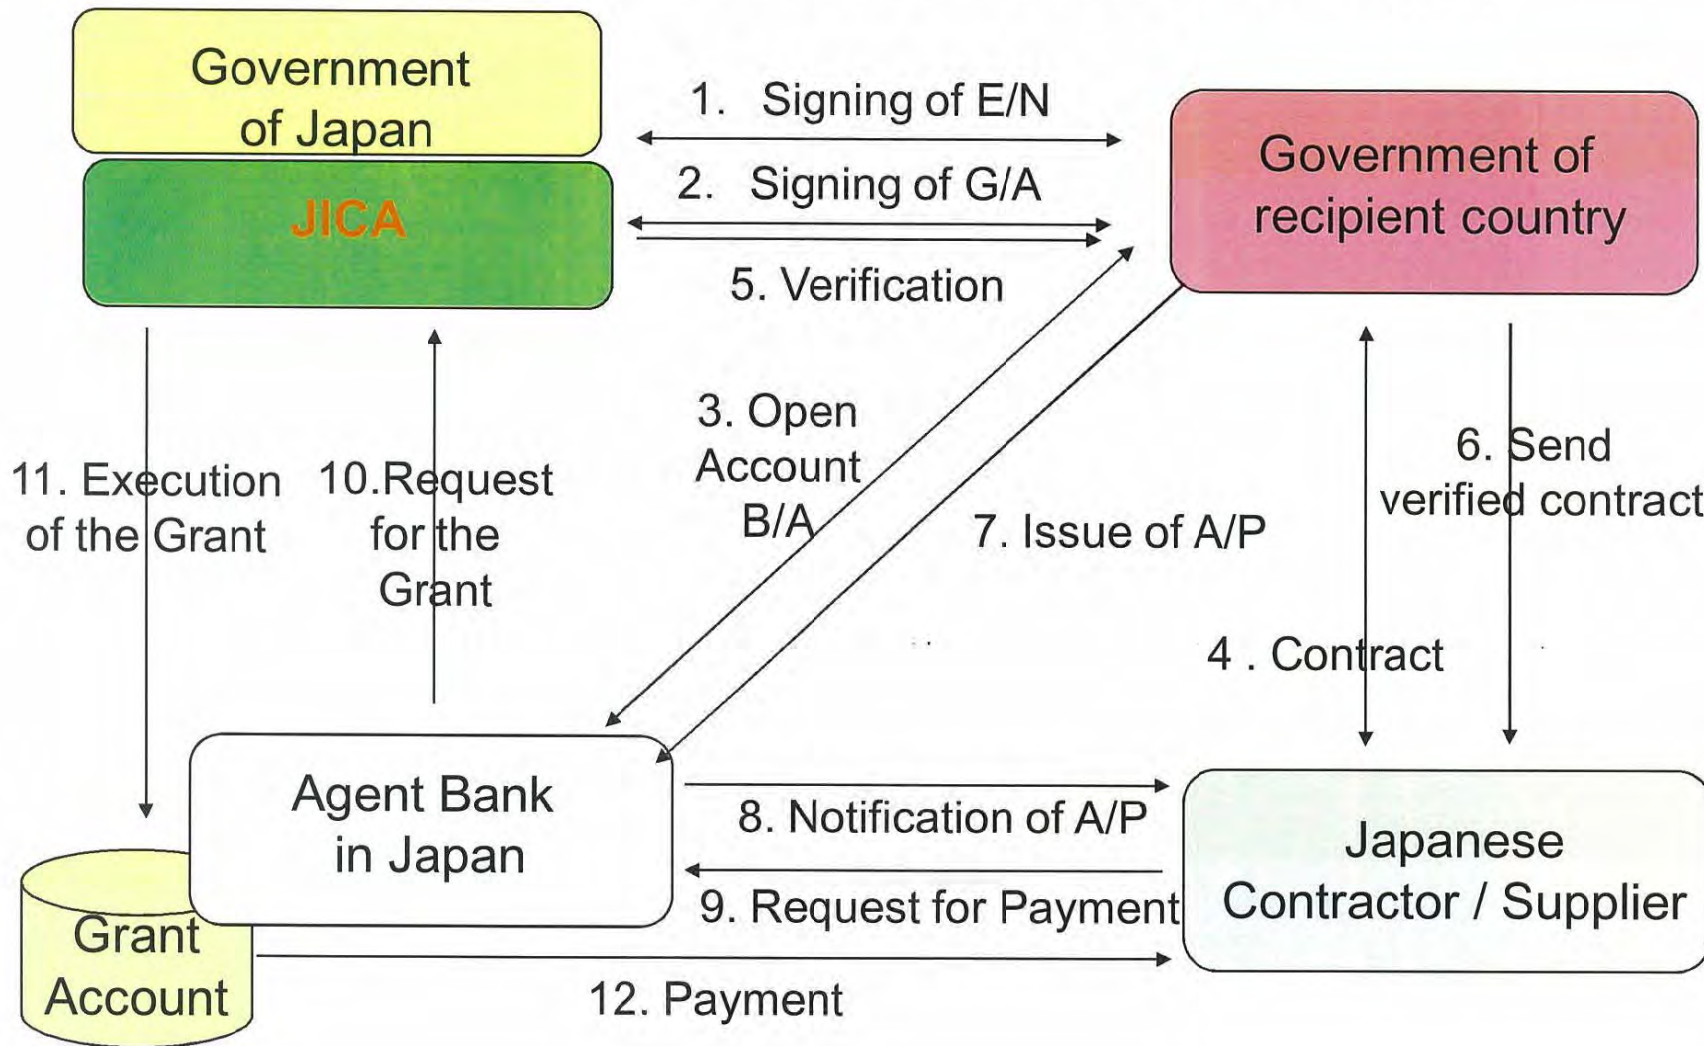 Government
of Japan
JICA
1. Signing of E/N
2. Signing of G/A
5. Verification
Government of
recipient country
3. Open
Account
B/A
7. Issue of A/P
6. Send
verified contract
4 . Contract
11. Execution
of the Grant
10.Request
for the
Grant
Agent Bank
in Japan
8. Notification of A/P
9. Request for Payment
Japanese
Contractor / Supplier
Grant
Account
12. Payment